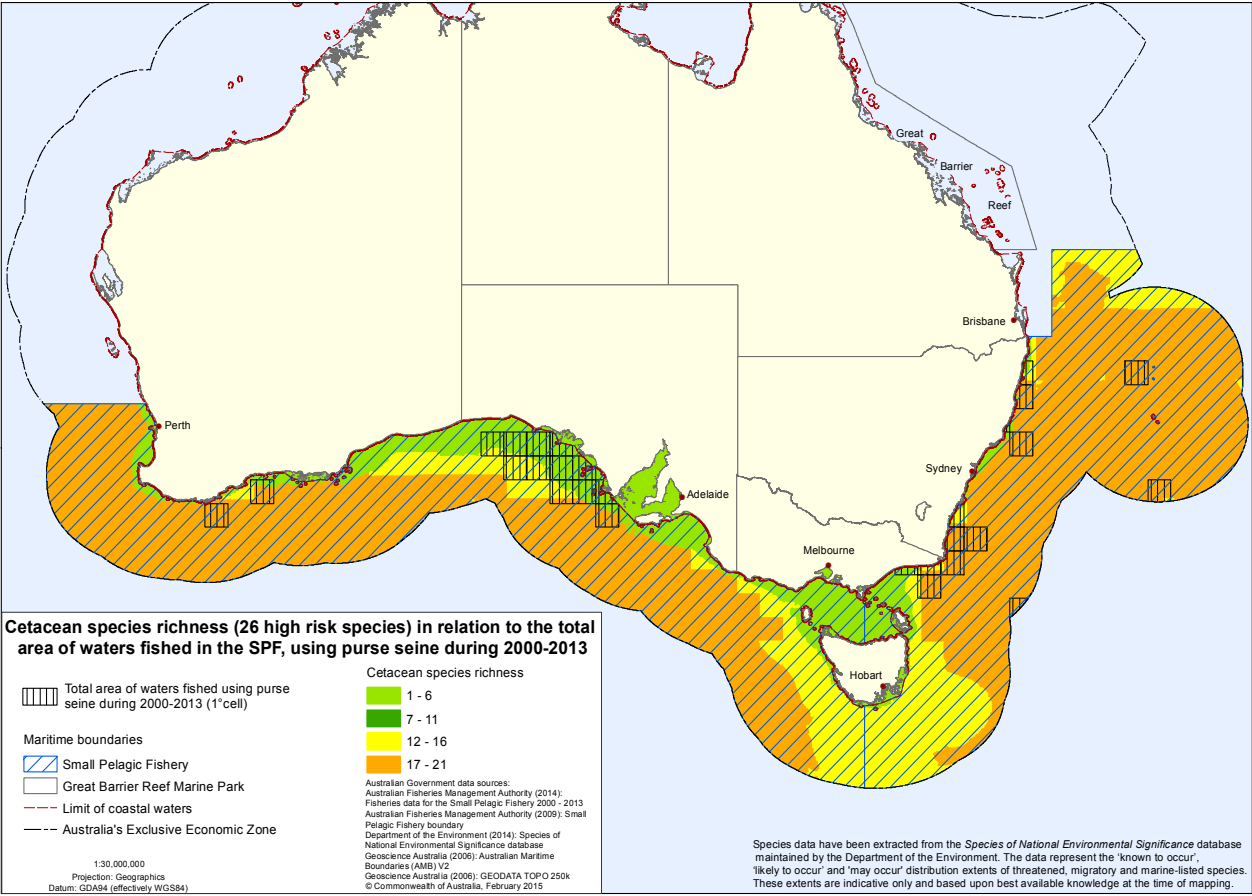 Great
Barrier
Reef
Brisbane
Perth
Sydney
Adelaide
Melbourne
Hobart
Cetacean species richness (26 high risk species) in relation to the total
area of waters fished in the SPF, using purse seine during 2000-2013
Total area of waters fished using purse
seine during 2000-2013 (1°cell)
Maritime boundaries
Small Pelagic Fishery
Great Barrier Reef Marine Park
Limit of coastal waters
Australia's Exclusive Economic Zone
1:30,000,000
Projection: Geographics
Datum: GDA94 (effectively WGS84)
Cetacean species richness
1 - 6
7 - 11
12 - 16
17 - 21
Australian Government data sources:
Australian Fisheries Management Authority (2014):
Fisheries data for the Small Pelagic Fishery 2000 - 2013
Australian Fisheries Management Authority (2009): Small
Pelagic Fishery boundary
Department of the Environment (2014): Species of
National Environmental Significance database
Geoscience Australia (2006): Australian Maritime
Boundaries (AMB) V2
Geoscience Australia (2006): GEODATA TOPO 250k
© Commonwealth of Australia, February 2015
Species data have been extracted from the Species of National Environmental Significance database
maintained by the Department of the Environment. The data represent the 'known to occur',
'likely to occur' and 'may occur' distribution extents of threatened, migratory and marine-listed species.
These extents are indicative only and based upon best available knowledge at the time of mapping.